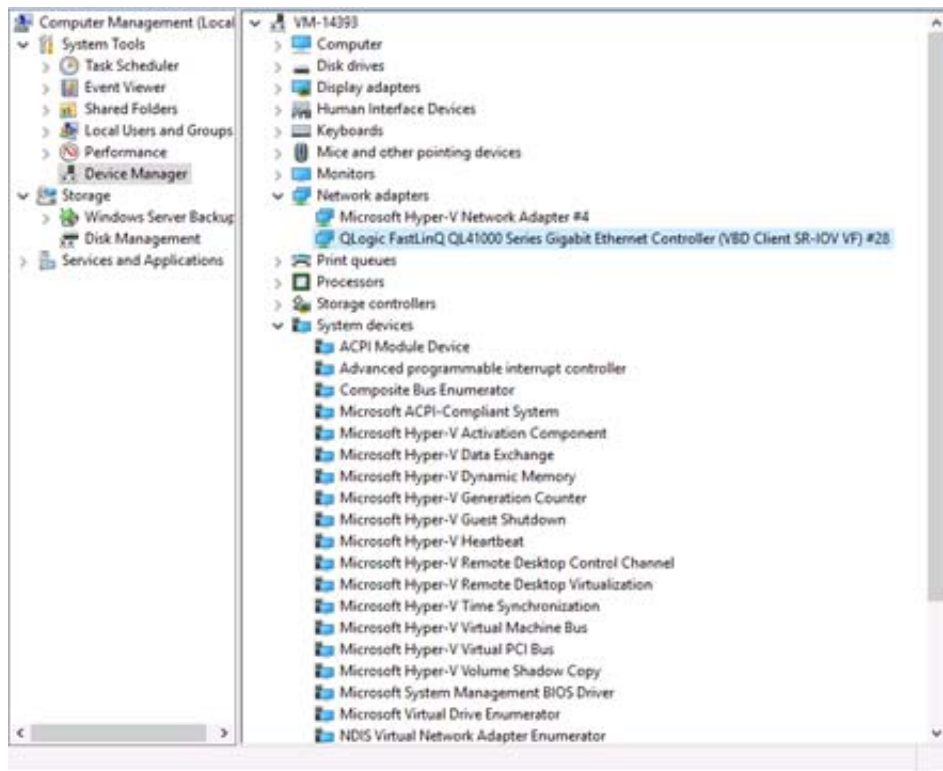 Computer Management (Local
System Tools
Task Scheduler
Event Viewer
Shared Folders
Local Users and Groups
Performance
Device Manager
Storage
Windows Server Backup
Disk Management
Services and Applications
VM-14393
Computer
Disk drives
Display adapters
Human Interface Devices
Keyboards
Mice and other pointing devices
Monitors
Network adapters
Microsoft Hyper-V Network Adapter #4
QLogic FastLinQ QL41000 Series Gigabit Ethernet Controller (VBD Client SR-IOV VF) #28
Print queues
Processors
Storage controllers
System devices
ACPI Module Device
Advanced programmable interrupt controller
Composite Bus Enumerator
Microsoft ACPI-Compliant System
Microsoft Hyper-V Activation Component
Microsoft Hyper-V Data Exchange
Microsoft Hyper-V Dynamic Memory
Microsoft Hyper-V Generation Counter
Microsoft Hyper-V Guest Shutdown
Microsoft Hyper-V Heartbeat
Microsoft Hyper-V Remote Desktop Control Channel
Microsoft Hyper-V Remote Desktop Virtualization
Microsoft Hyper-V Time Synchronization
Microsoft Hyper-V Virtual Machine Bus
Microsoft Hyper-V Virtual PCI Bus
Microsoft Hyper-V Volume Shadow Copy
Microsoft System Management BIOS Driver
Microsoft Virtual Drive Enumerator
NDIS Virtual Network Adapter Enumerator